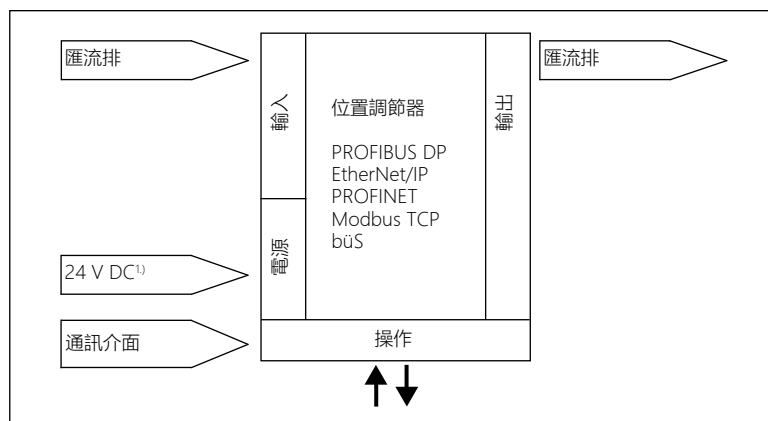 匯流排
匯流排
輸入
位置調節器
輸出
PROFIBUS DP
EtherNet/IP
PROFINET
Modbus TCP
büS
電源
24 V DC1.)
通訊介面
操作